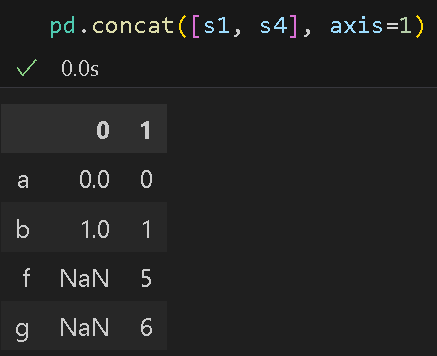 pd.concat([s1, s4], axis=1)
0.0s
0 1
a 0.0 0
b 1.0 1
f NaN 5
g NaN 6